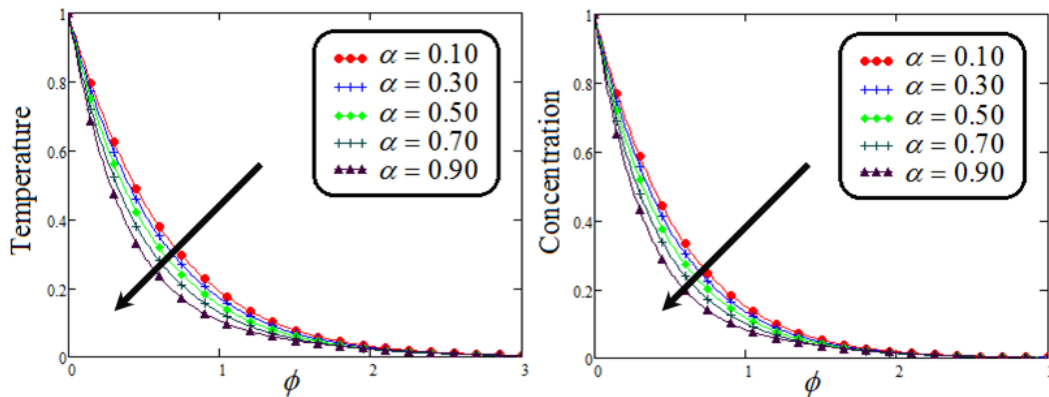 Temperature
1
0.8
0.6
0.4
0.2
0
0
1
2
3
ϕ
α = 0.10
α = 0.30
α = 0.50
α = 0.70
α = 0.90
Concentration
1
0.8
0.6
0.4
0.2
0
0
1
2
ϕ
α = 0.10
α = 0.30
α = 0.50
α = 0.70
α = 0.90